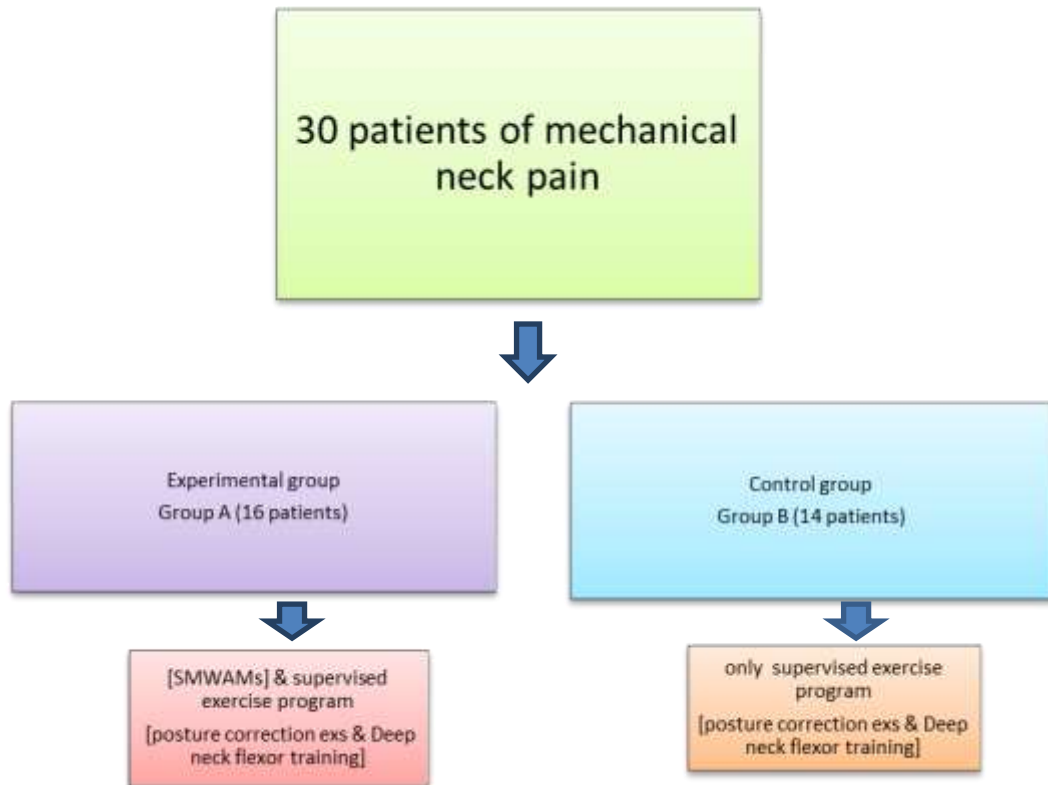 30 patients of mechanical
neck pain
Experimental group
Group A (16 patients)
Control group
Group B (14 patients)
[SMWAMs] & supervised
exercise program
[posture correction exs & Deep
neck flexor training]
only supervised exercise
program
[posture correction exs & Deep
neck flexor training]